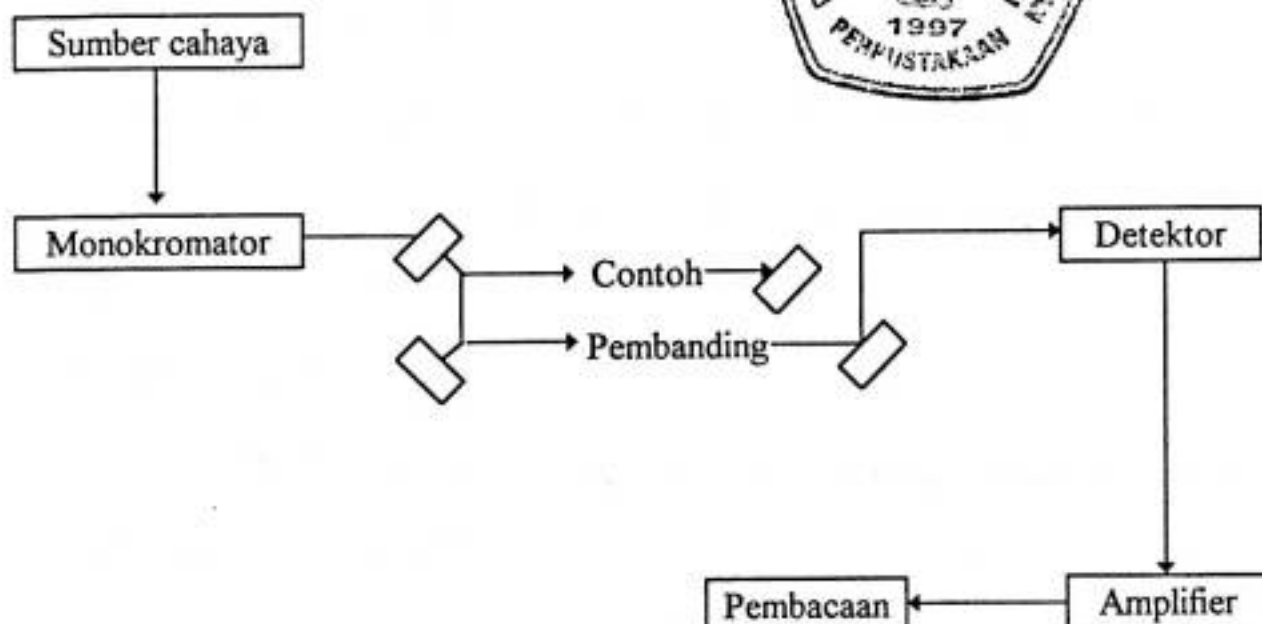 Sumber cahaya
1997
PERPUSTAKAAN
Monokromator
Detektor
Contoh
Pembanding
Pembacaan
Amplifier